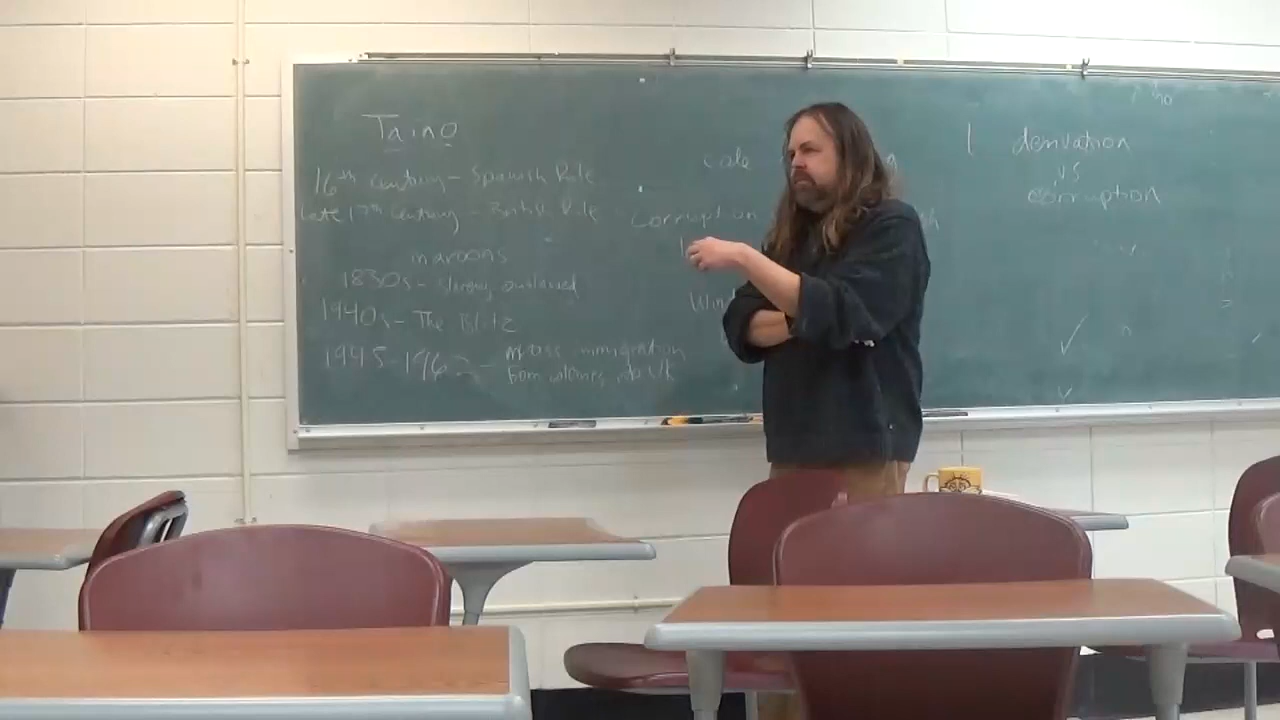 Taino
16th century - Spanish Rule
Late 17th Century - British Rule
maroons
1830s - slavery outlawed
1940s - The Blitz
1945-1962 - Mass immigration
from colonies into UK
Corruption
derivation
vs
corruption